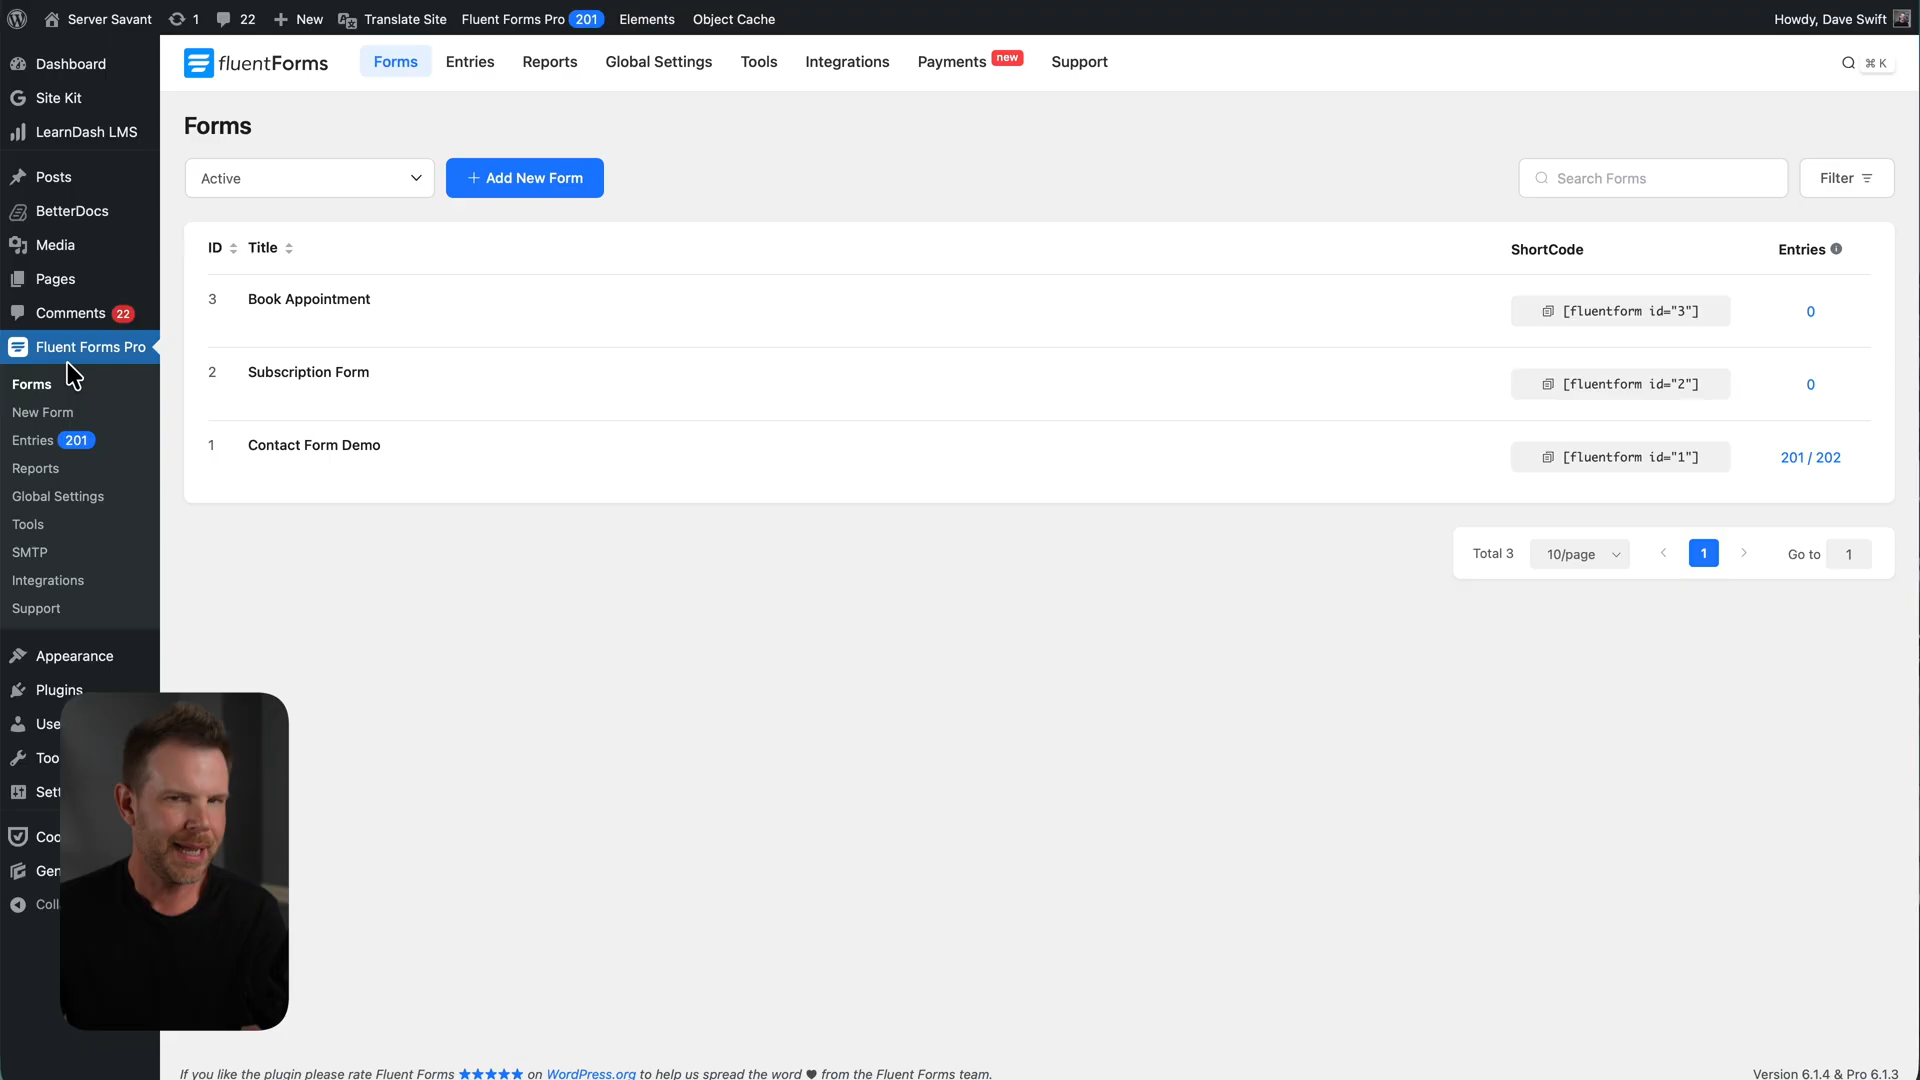 Server Savant 1 22 New Translate Site Fluent Forms Pro 201 Elements Object Cache Howdy, Dave Swift
fluentForms Forms Entries Reports Global Settings Tools Integrations Payments new Support ⌘ K
Dashboard
Site Kit
LearnDash LMS
Posts
BetterDocs
Media
Pages
Comments 22
Fluent Forms Pro
Forms
New Form
Entries 201
Reports
Global Settings
Tools
SMTP
Integrations
Support
Appearance
Plugins
Use
Too
Sett
Coo
Gen
Coll
Forms
Active + Add New Form Search Forms Filter
ID Title ShortCode Entries
3 Book Appointment [fluentform id="3"] 0
2 Subscription Form [fluentform id="2"] 0
1 Contact Form Demo [fluentform id="1"] 201 / 202
Total 3 10/page 1 Go to 1
If you like the plugin please rate Fluent Forms ★★★★★ on WordPress.org to help us spread the word ♥ from the Fluent Forms team. Version 6.1.4 & Pro 6.1.3